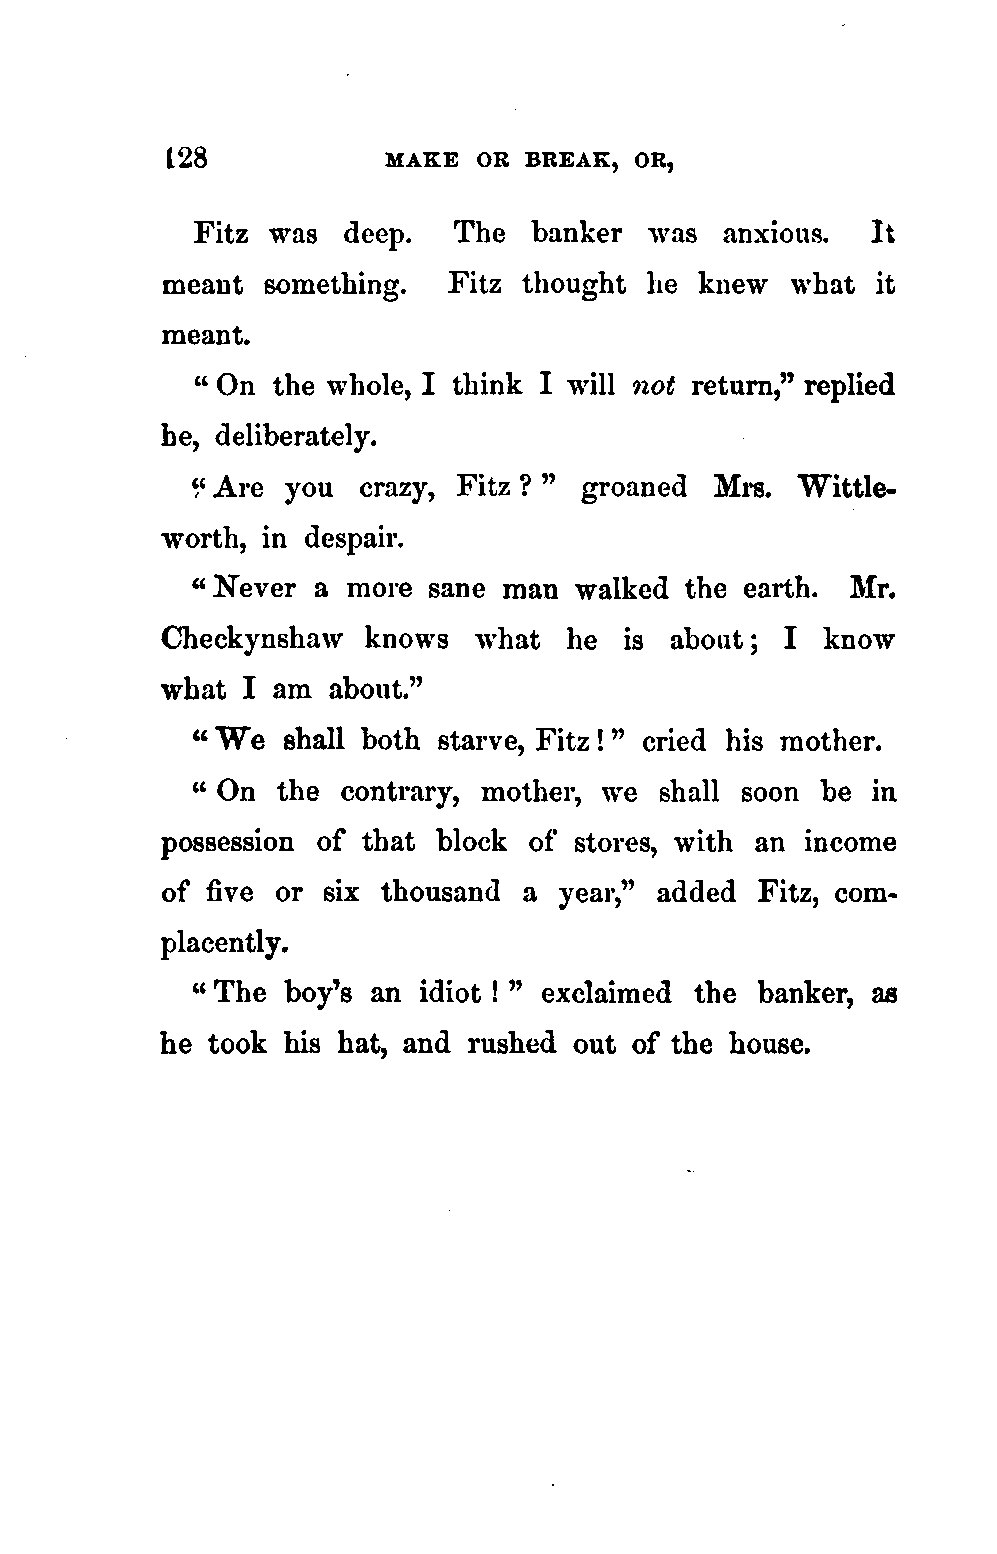 128 MAKE OR BREAK, OR,
Fitz was deep. The banker was anxious. It
meant something. Fitz thought he knew what it
meant.
“On the whole, I think I will not return,” replied
he, deliberately.
“Are you crazy, Fitz?” groaned Mrs. Wittle-
worth, in despair.
“Never a more sane man walked the earth. Mr.
Checkynshaw knows what he is about; I know
what I am about.”
“We shall both starve, Fitz!” cried his mother.
“On the contrary, mother, we shall soon be in
possession of that block of stores, with an income
of five or six thousand a year,” added Fitz, com-
placently.
“The boy's an idiot!” exclaimed the banker, as
he took his hat, and rushed out of the house.